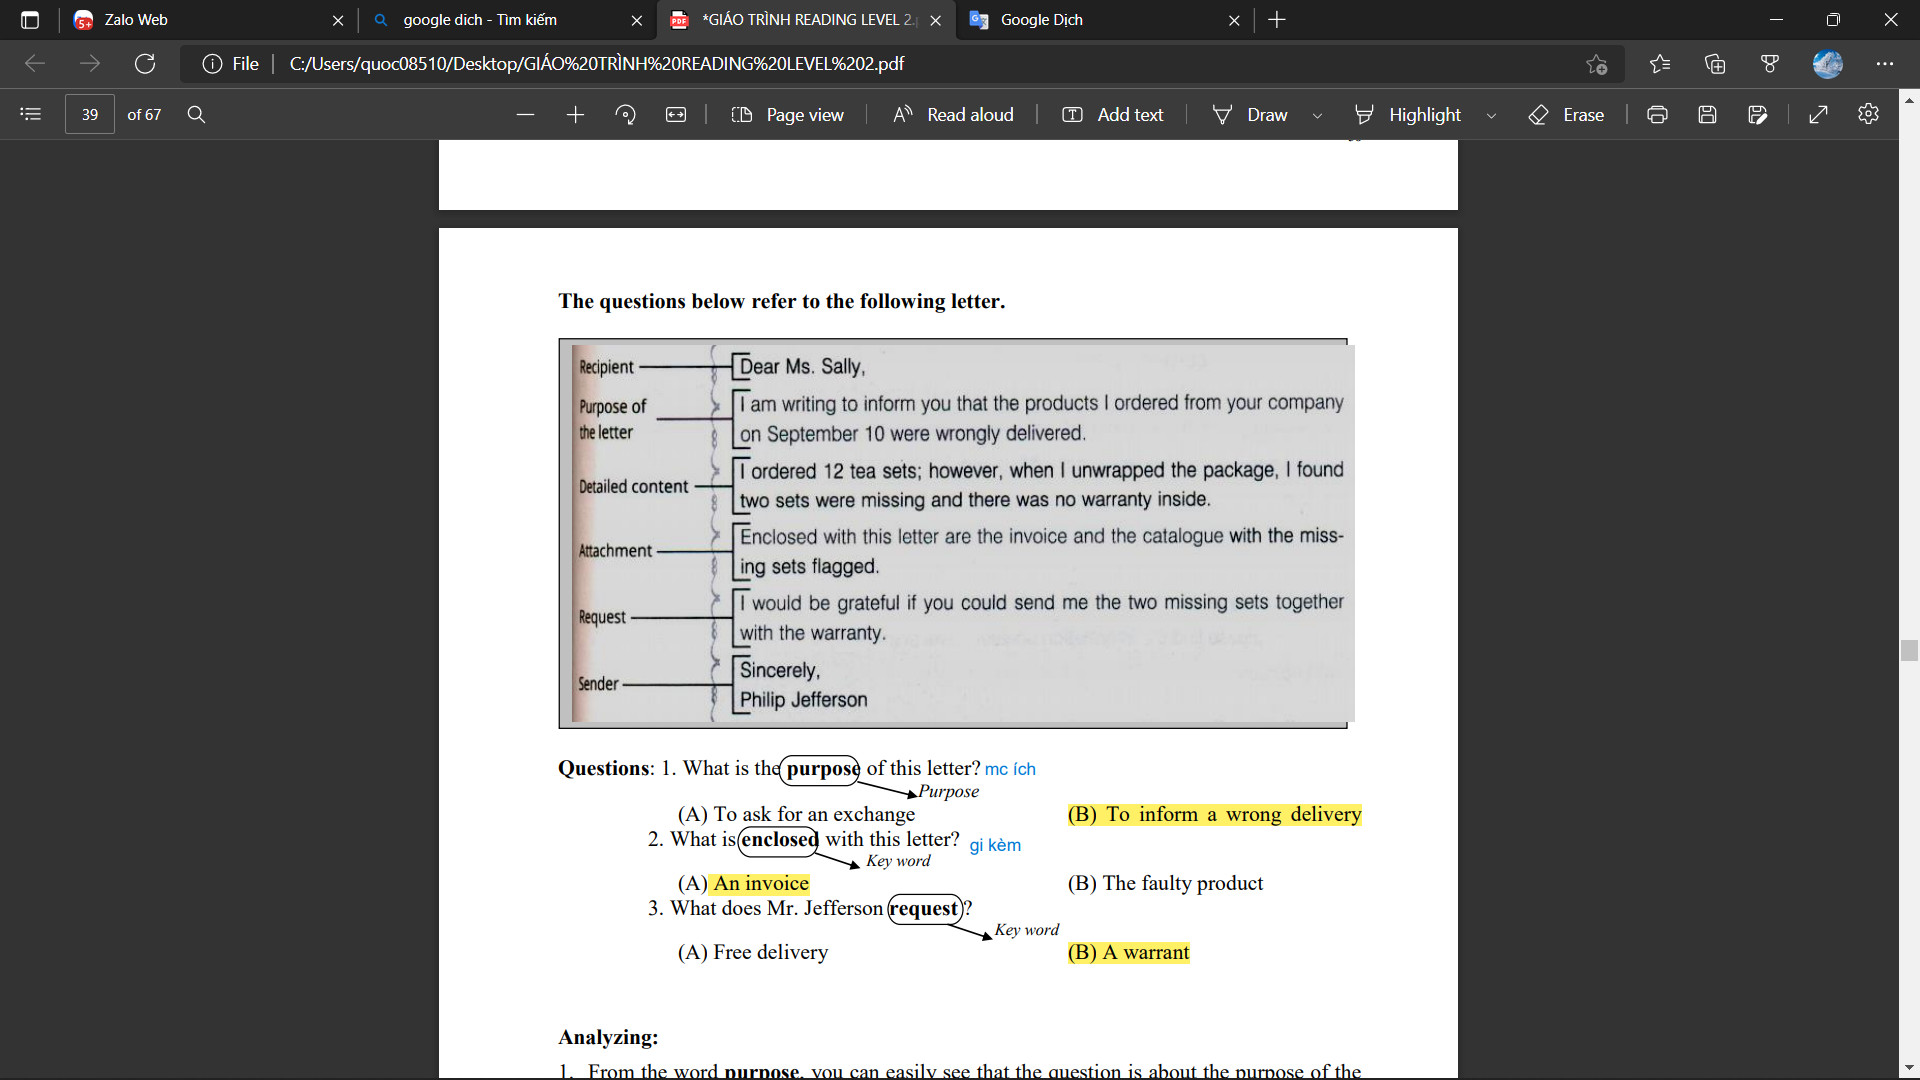 Zalo Web
google dich - Tìm kiếm
*GIÁO TRÌNH READING LEVEL 2.p
Google Dịch
File
C:/Users/quoc08510/Desktop/GIÁO%20TRÌNH%20READING%20LEVEL%202.pdf
39 of 67
Page view
Read aloud
Add text
Draw
Highlight
Erase
The questions below refer to the following letter.
Recipient
Dear Ms. Sally,
Purpose of
the letter
I am writing to inform you that the products I ordered from your company
on September 10 were wrongly delivered.
Detailed content
I ordered 12 tea sets; however, when I unwrapped the package, I found
two sets were missing and there was no warranty inside.
Attachment
Enclosed with this letter are the invoice and the catalogue with the miss-
ing sets flagged.
Request
I would be grateful if you could send me the two missing sets together
with the warranty.
Sender
Sincerely,
Philip Jefferson
Questions: 1. What is the purpose of this letter? mc ích
Purpose
(A) To ask for an exchange (B) To inform a wrong delivery
2. What is enclosed with this letter? gi kèm
Key word
(A) An invoice (B) The faulty product
3. What does Mr. Jefferson request?
Key word
(A) Free delivery (B) A warrant
Analyzing:
1. From the word purpose, you can easily see that the question is about the purpose of the